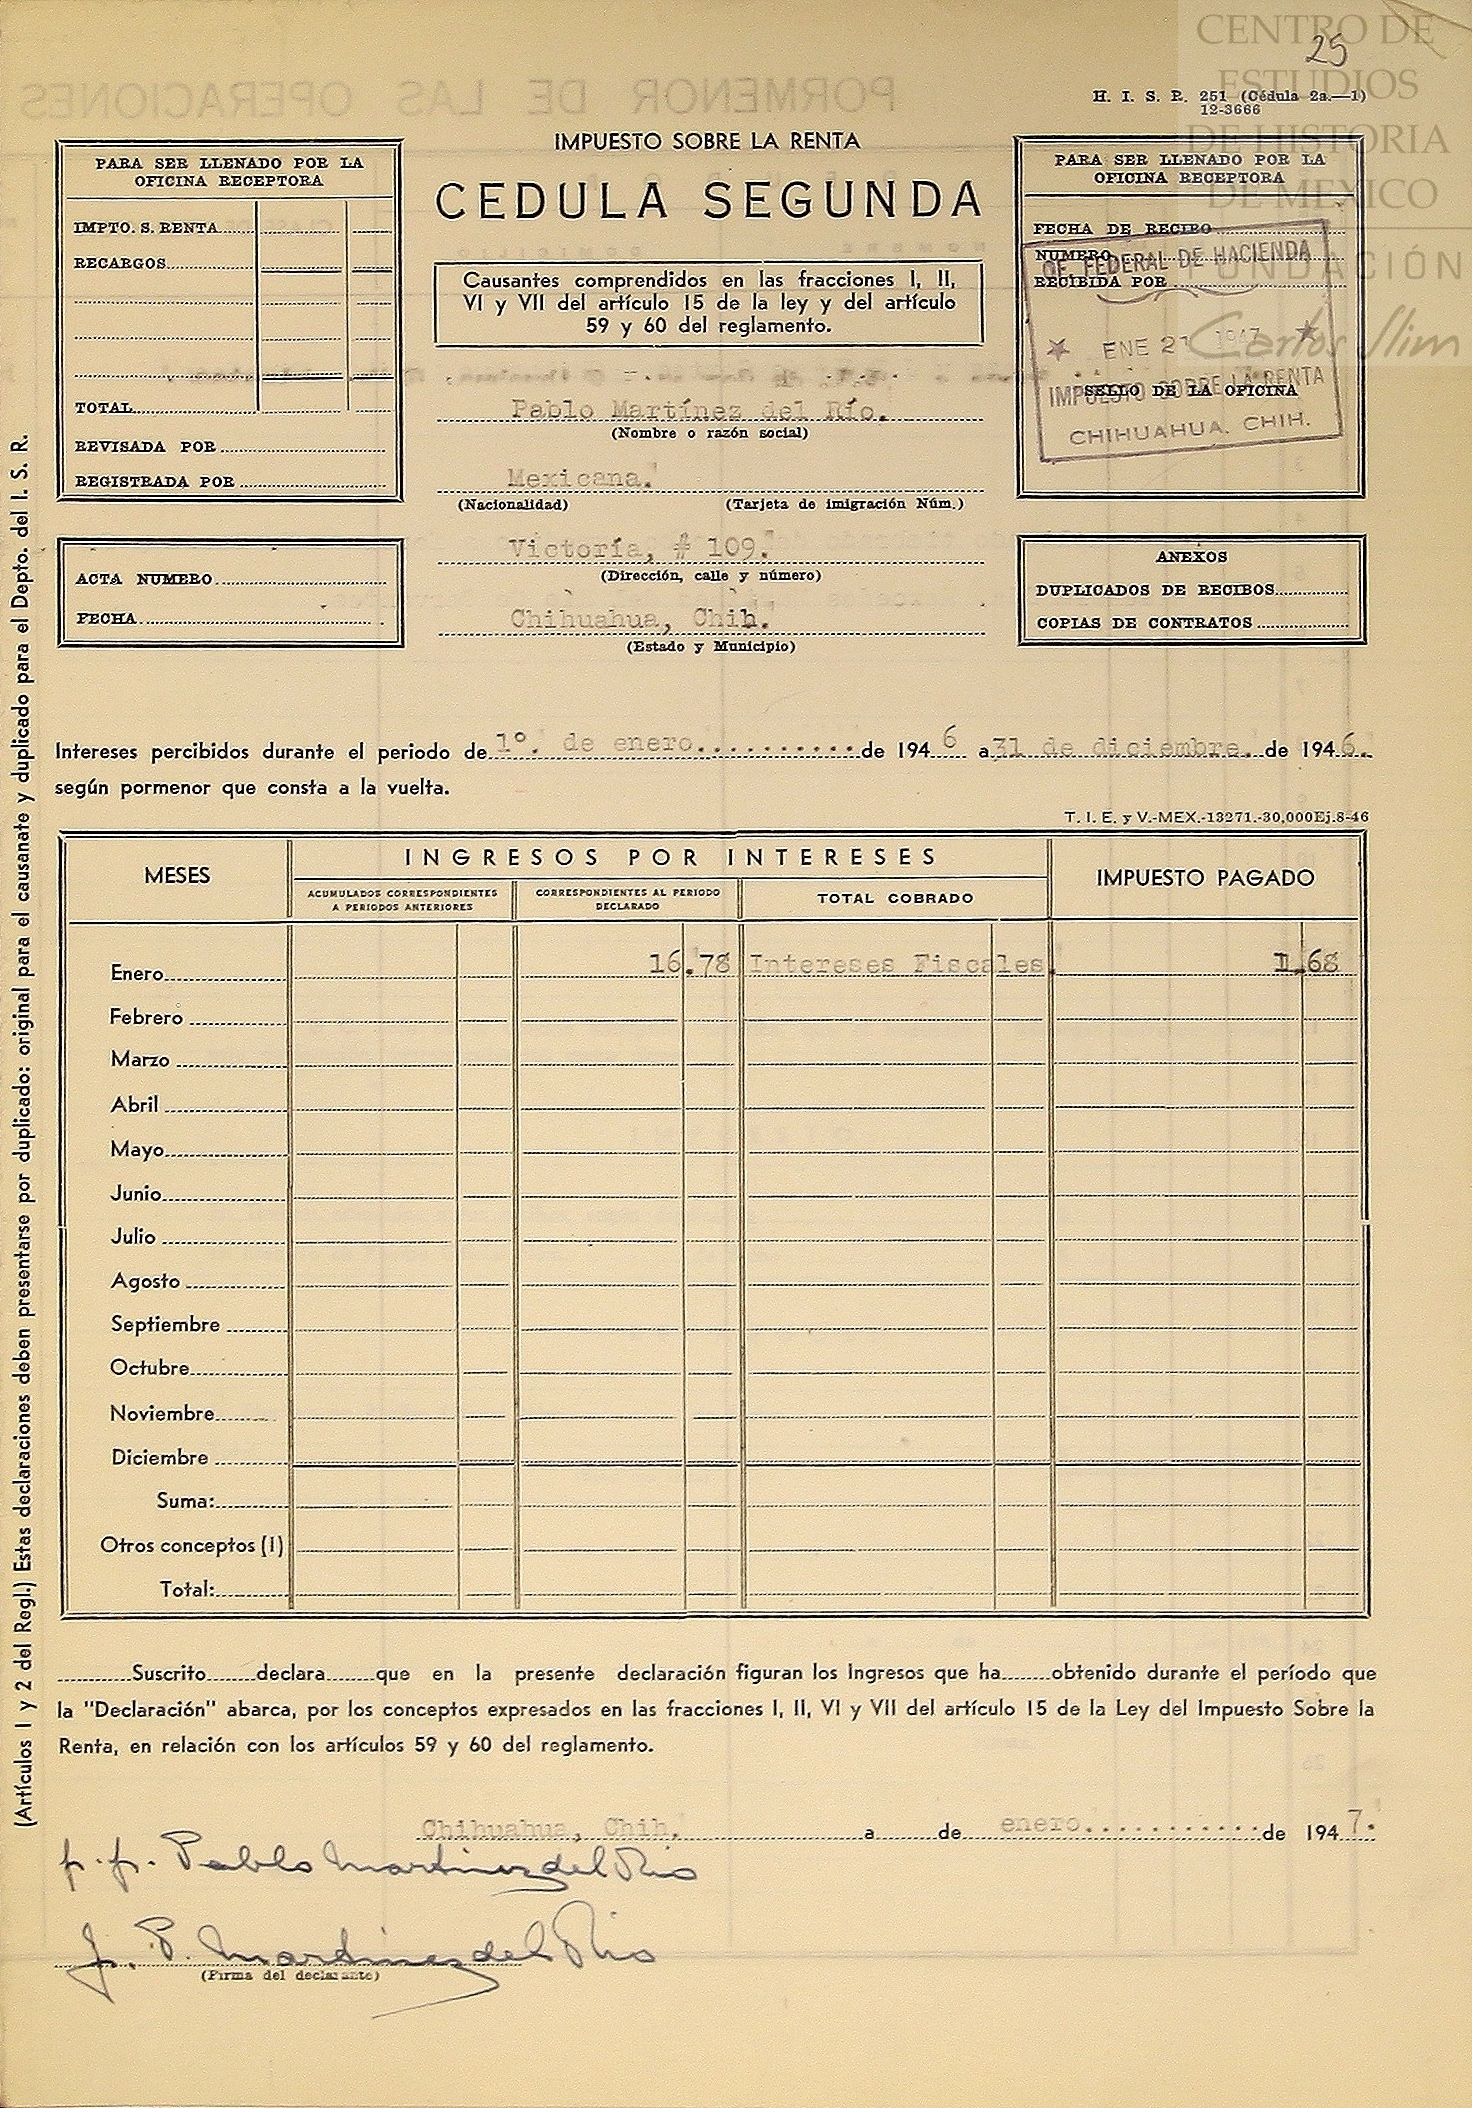 CENTRO DE
ESTUDIOS
DE HISTORIA
DE MEXICO
FUNDACIÓN
Carlos Slim
25
H. I. S. P. 251 (Cédula 2a.—1)
12-3666
PORMENOR DE LAS OPERACIONES
IMPUESTO SOBRE LA RENTA
CEDULA SEGUNDA
Causantes comprendidos en las fracciones I, II,
VI y VII del artículo 15 de la ley y del artículo
59 y 60 del reglamento.
PARA SER LLENADO POR LA
OFICINA RECEPTORA
IMPTO. S. RENTA
RECARGOS
TOTAL
REVISADA POR
REGISTRADA POR
ACTA NUMERO
FECHA
Pablo Martínez del Río.
(Nombre o razón social)
Mexicana.
(Nacionalidad) (Tarjeta de imigración Núm.)
Victoría, # 109.
(Dirección, calle y número)
Chihuahua, Chih.
(Estado y Municipio)
PARA SER LLENADO POR LA
OFICINA RECEPTORA
FECHA DE RECIBO
NUMERO
RECIBIDA POR
SELLO DE LA OFICINA
OF. FEDERAL DE HACIENDA
ENE 21 1947
IMPUESTO SOBRE LA RENTA
CHIHUAHUA, CHIH.
ANEXOS
DUPLICADOS DE RECIBOS
COPIAS DE CONTRATOS
Intereses percibidos durante el periodo de 1º. de enero.......... de 1946 a 31 de diciembre. de 1946.
según pormenor que consta a la vuelta.
T. I. E. y V.-MEX.-13271.-30,000Ej.8-46
MESES
INGRESOS POR INTERESES
IMPUESTO PAGADO
ACUMULADOS CORRESPONDIENTES
A PERIODOS ANTERIORES
CORRESPONDIENTES AL PERIODO
DECLARADO
TOTAL COBRADO
Enero 16.78 Intereses Fiscales. 1.68
Febrero
Marzo
Abril
Mayo
Junio
Julio
Agosto
Septiembre
Octubre
Noviembre
Diciembre
Suma:
Otros conceptos (I)
Total:
Suscrito declara que en la presente declaración figuran los Ingresos que ha obtenido durante el período que
la "Declaración" abarca, por los conceptos expresados en las fracciones I, II, VI y VII del artículo 15 de la Ley del Impuesto Sobre la
Renta, en relación con los artículos 59 y 60 del reglamento.
Chihuahua, Chih. a de enero........... de 1947.
p. p. Pablo Martinez del Rio
J. P. Martinez del Rio
(Firma del declarante)
(Artículos I y 2 del Regl.) Estas declaraciones deben presentarse por duplicado: original para el causanate y duplicado para el Depto. del I. S. R.